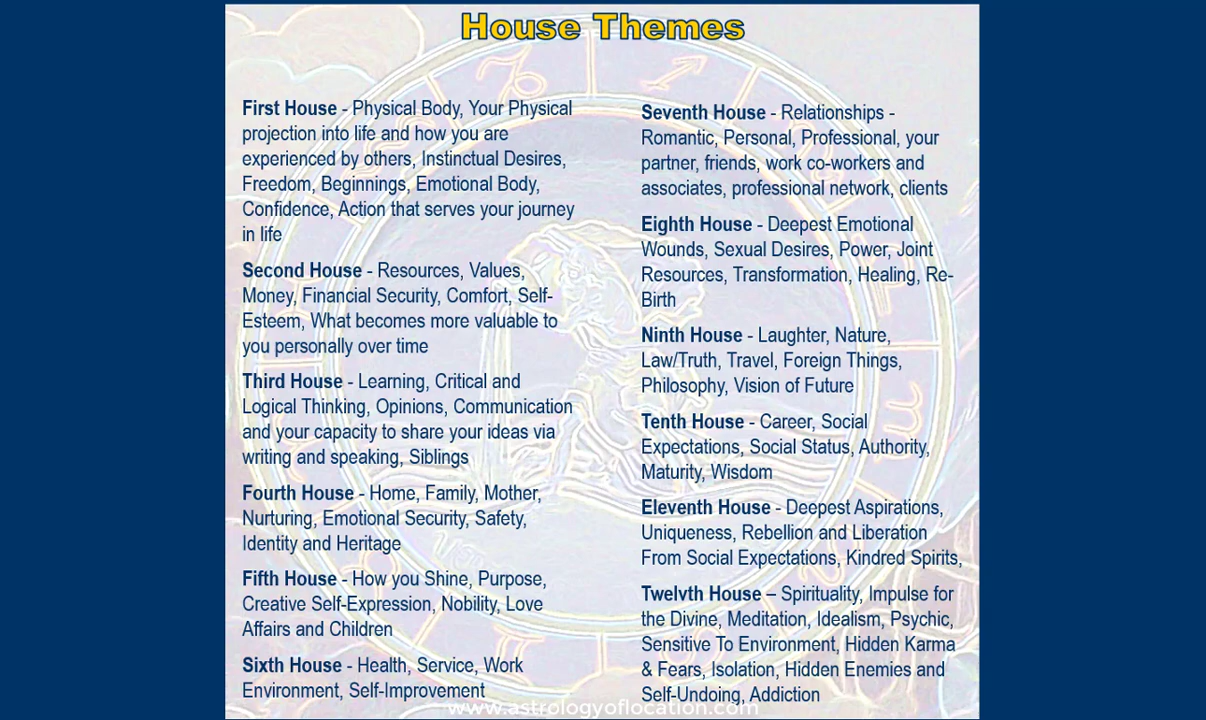 House Themes
First House - Physical Body, Your Physical
projection into life and how you are
experienced by others, Instinctual Desires,
Freedom, Beginnings, Emotional Body,
Confidence, Action that serves your journey
in life
Second House - Resources, Values,
Money, Financial Security, Comfort, Self-
Esteem, What becomes more valuable to
you personally over time
Third House - Learning, Critical and
Logical Thinking, Opinions, Communication
and your capacity to share your ideas via
writing and speaking, Siblings
Fourth House - Home, Family, Mother,
Nurturing, Emotional Security, Safety,
Identity and Heritage
Fifth House - How you Shine, Purpose,
Creative Self-Expression, Nobility, Love
Affairs and Children
Sixth House - Health, Service, Work
Environment, Self-Improvement
Seventh House - Relationships -
Romantic, Personal, Professional, your
partner, friends, work co-workers and
associates, professional network, clients
Eighth House - Deepest Emotional
Wounds, Sexual Desires, Power, Joint
Resources, Transformation, Healing, Re-
Birth
Ninth House - Laughter, Nature,
Law/Truth, Travel, Foreign Things,
Philosophy, Vision of Future
Tenth House - Career, Social
Expectations, Social Status, Authority,
Maturity, Wisdom
Eleventh House - Deepest Aspirations,
Uniqueness, Rebellion and Liberation
From Social Expectations, Kindred Spirits,
Twelvth House – Spirituality, Impulse for
the Divine, Meditation, Idealism, Psychic,
Sensitive To Environment, Hidden Karma
& Fears, Isolation, Hidden Enemies and
Self-Undoing, Addiction
www.astrologyoflocation.com